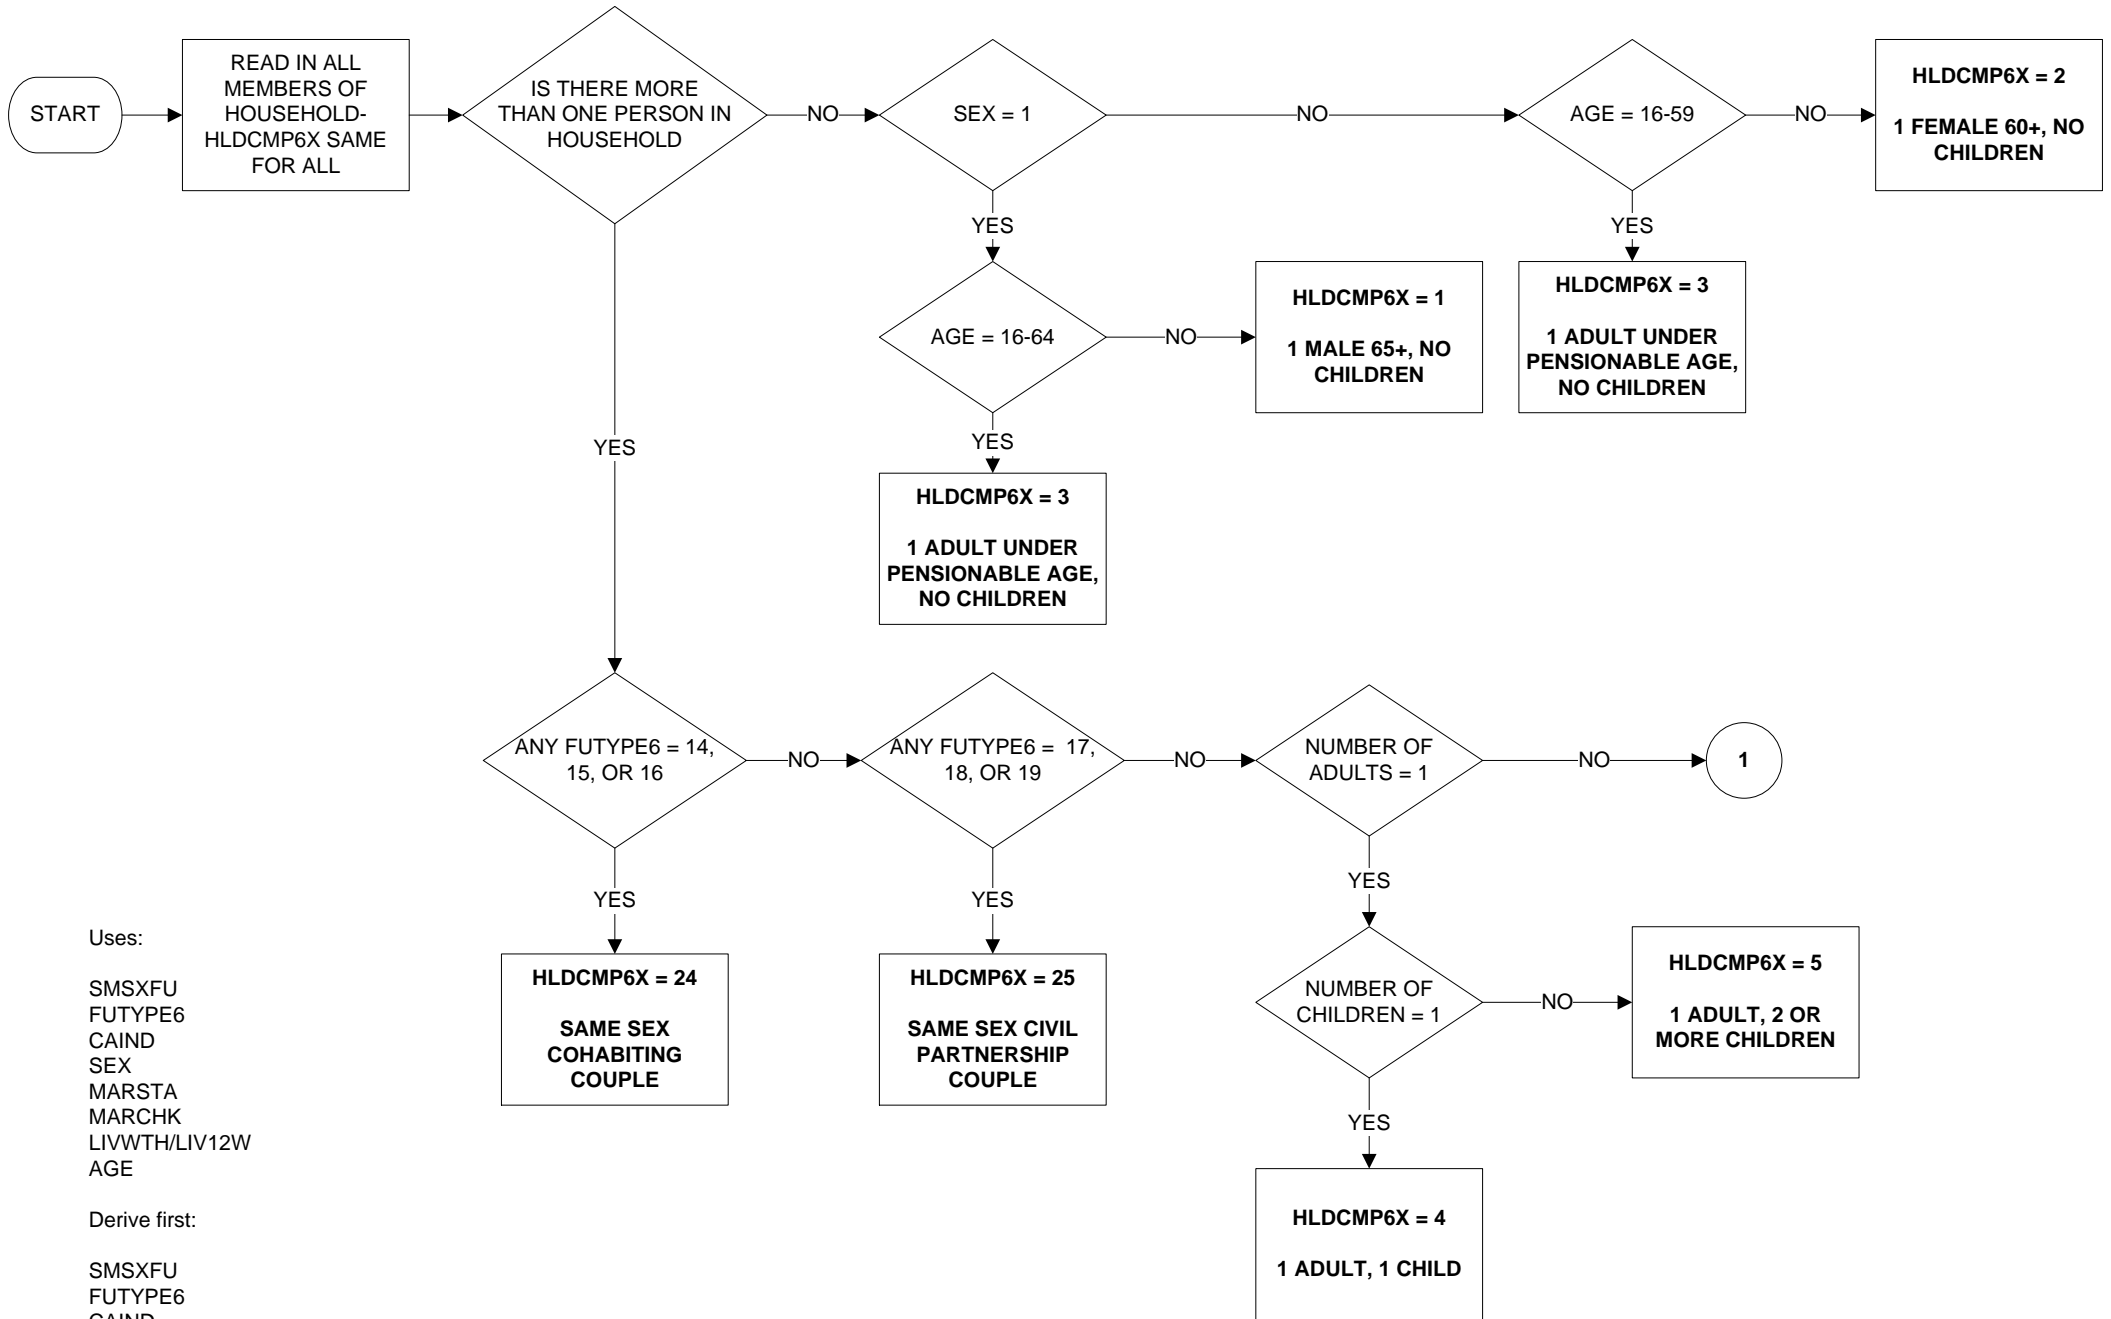 START
READ IN ALL
MEMBERS OF
HOUSEHOLD-
HLDCMP6X SAME
FOR ALL
IS THERE MORE
THAN ONE PERSON IN
HOUSEHOLD
NO
SEX = 1
NO
AGE = 16-59
NO
HLDCMP6X = 2
1 FEMALE 60+, NO
CHILDREN
YES
YES
AGE = 16-64
NO
HLDCMP6X = 1
1 MALE 65+, NO
CHILDREN
HLDCMP6X = 3
1 ADULT UNDER
PENSIONABLE AGE,
NO CHILDREN
YES
YES
HLDCMP6X = 3
1 ADULT UNDER
PENSIONABLE AGE,
NO CHILDREN
ANY FUTYPE6 = 14,
15, OR 16
NO
ANY FUTYPE6 = 17,
18, OR 19
NO
NUMBER OF
ADULTS = 1
NO
1
YES
YES
YES
HLDCMP6X = 24
SAME SEX
COHABITING
COUPLE
HLDCMP6X = 25
SAME SEX CIVIL
PARTNERSHIP
COUPLE
NUMBER OF
CHILDREN = 1
NO
HLDCMP6X = 5
1 ADULT, 2 OR
MORE CHILDREN
YES
HLDCMP6X = 4
1 ADULT, 1 CHILD
Uses:
SMSXFU
FUTYPE6
CAIND
SEX
MARSTA
MARCHK
LIVWTH/LIV12W
AGE
Derive first:
SMSXFU
FUTYPE6
CAIND